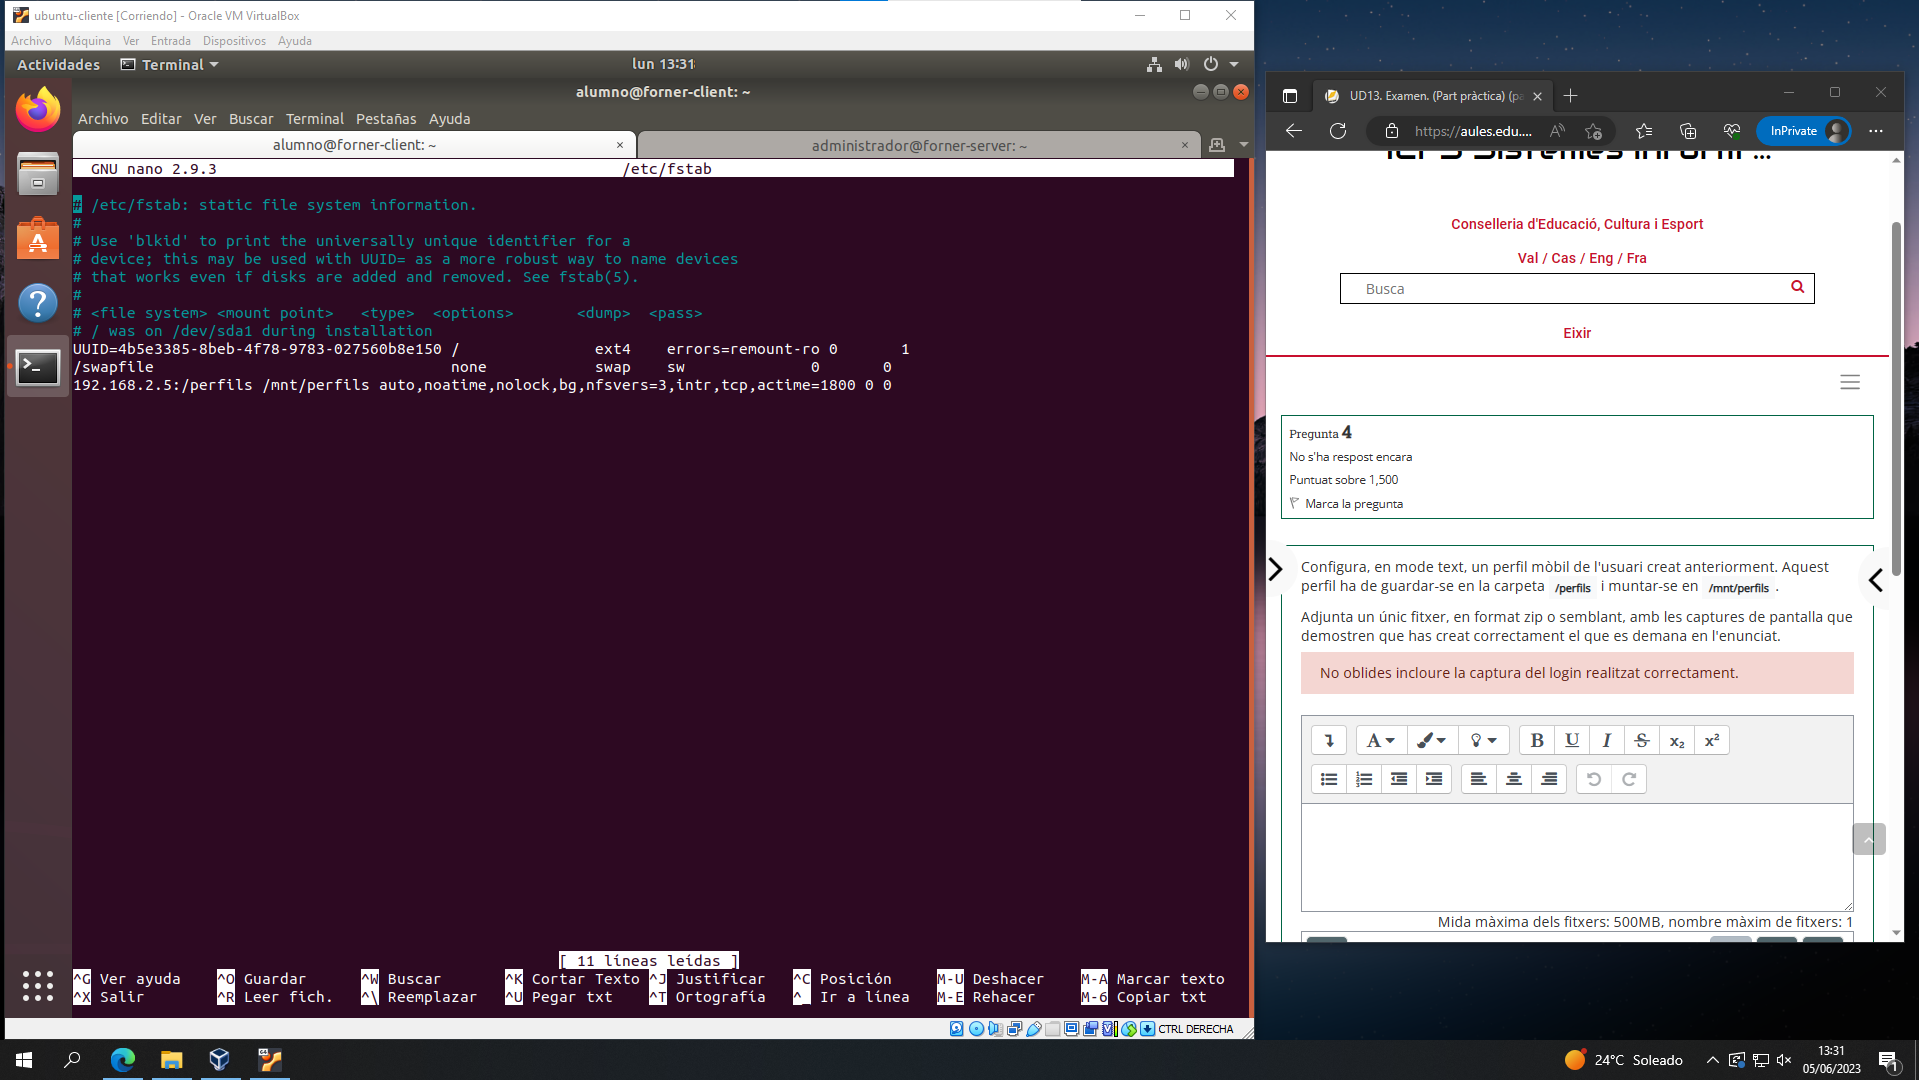 ubuntu-cliente [Corriendo] - Oracle VM VirtualBox
Archivo Máquina Ver Entrada Dispositivos Ayuda
Actividades Terminal lun 13:31
alumno@forner-client: ~
Archivo Editar Ver Buscar Terminal Pestañas Ayuda
alumno@forner-client: ~ × administrador@forner-server: ~ ×
GNU nano 2.9.3 /etc/fstab
# /etc/fstab: static file system information.
#
# Use 'blkid' to print the universally unique identifier for a
# device; this may be used with UUID= as a more robust way to name devices
# that works even if disks are added and removed. See fstab(5).
#
# <file system> <mount point> <type> <options> <dump> <pass>
# / was on /dev/sda1 during installation
UUID=4b5e3385-8beb-4f78-9783-027560b8e150 / ext4 errors=remount-ro 0 1
/swapfile none swap sw 0 0
192.168.2.5:/perfils /mnt/perfils auto,noatime,nolock,bg,nfsvers=3,intr,tcp,actime=1800 0 0
[ 11 líneas leídas ]
^G Ver ayuda ^O Guardar ^W Buscar ^K Cortar Texto ^J Justificar ^C Posición M-U Deshacer M-A Marcar texto
^X Salir ^R Leer fich. ^\ Reemplazar ^U Pegar txt ^T Ortografía ^_ Ir a línea M-E Rehacer M-6 Copiar txt
CTRL DERECHA
UD13. Examen. (Part pràctica) (pa
https://aules.edu.... InPrivate
Conselleria d'Educació, Cultura i Esport
Val / Cas / Eng / Fra
Busca
Eixir
Pregunta 4
No s'ha respost encara
Puntuat sobre 1,500
Marca la pregunta
Configura, en mode text, un perfil mòbil de l'usuari creat anteriorment. Aquest
perfil ha de guardar-se en la carpeta /perfils i muntar-se en /mnt/perfils .
Adjunta un únic fitxer, en format zip o semblant, amb les captures de pantalla que
demostren que has creat correctament el que es demana en l'enunciat.
No oblides incloure la captura del login realitzat correctament.
A B U I S x₂ x²
Mida màxima dels fitxers: 500MB, nombre màxim de fitxers: 1
24°C Soleado
13:31
05/06/2023
1